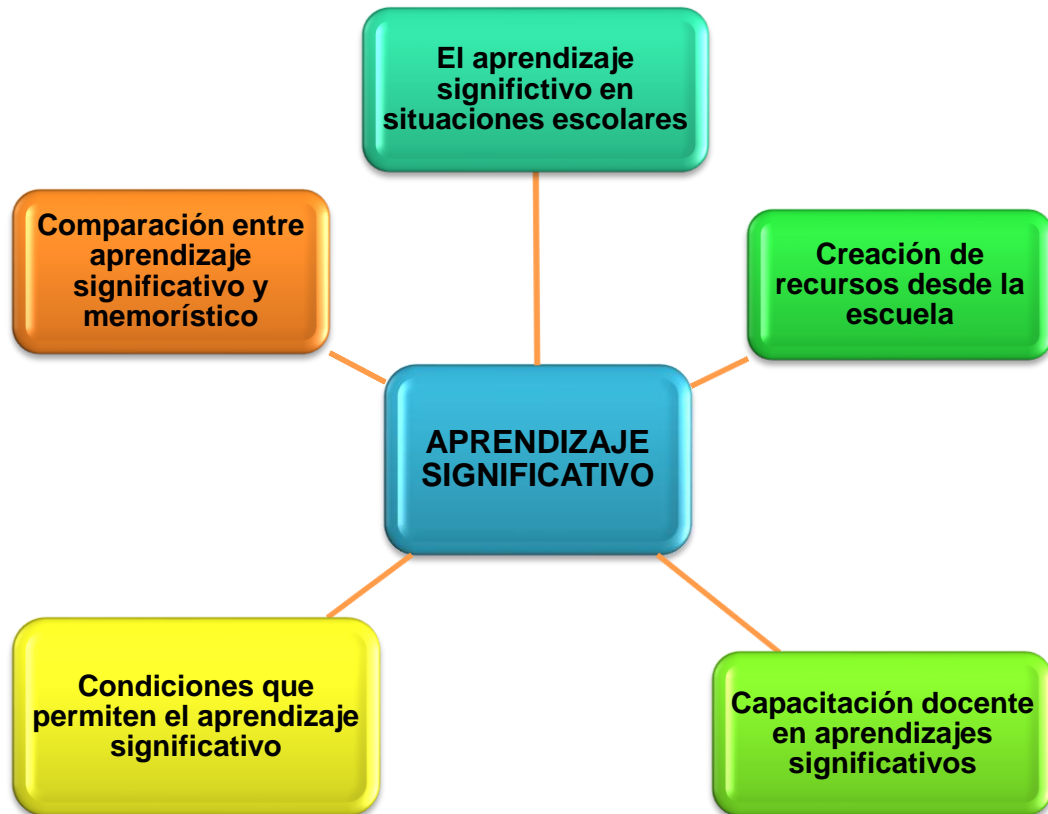 El aprendizaje
significtivo en
situaciones escolares
Comparación entre
aprendizaje
significativo y
memorístico
Creación de
recursos desde la
escuela
APRENDIZAJE
SIGNIFICATIVO
Condiciones que
permiten el aprendizaje
significativo
Capacitación docente
en aprendizajes
significativos